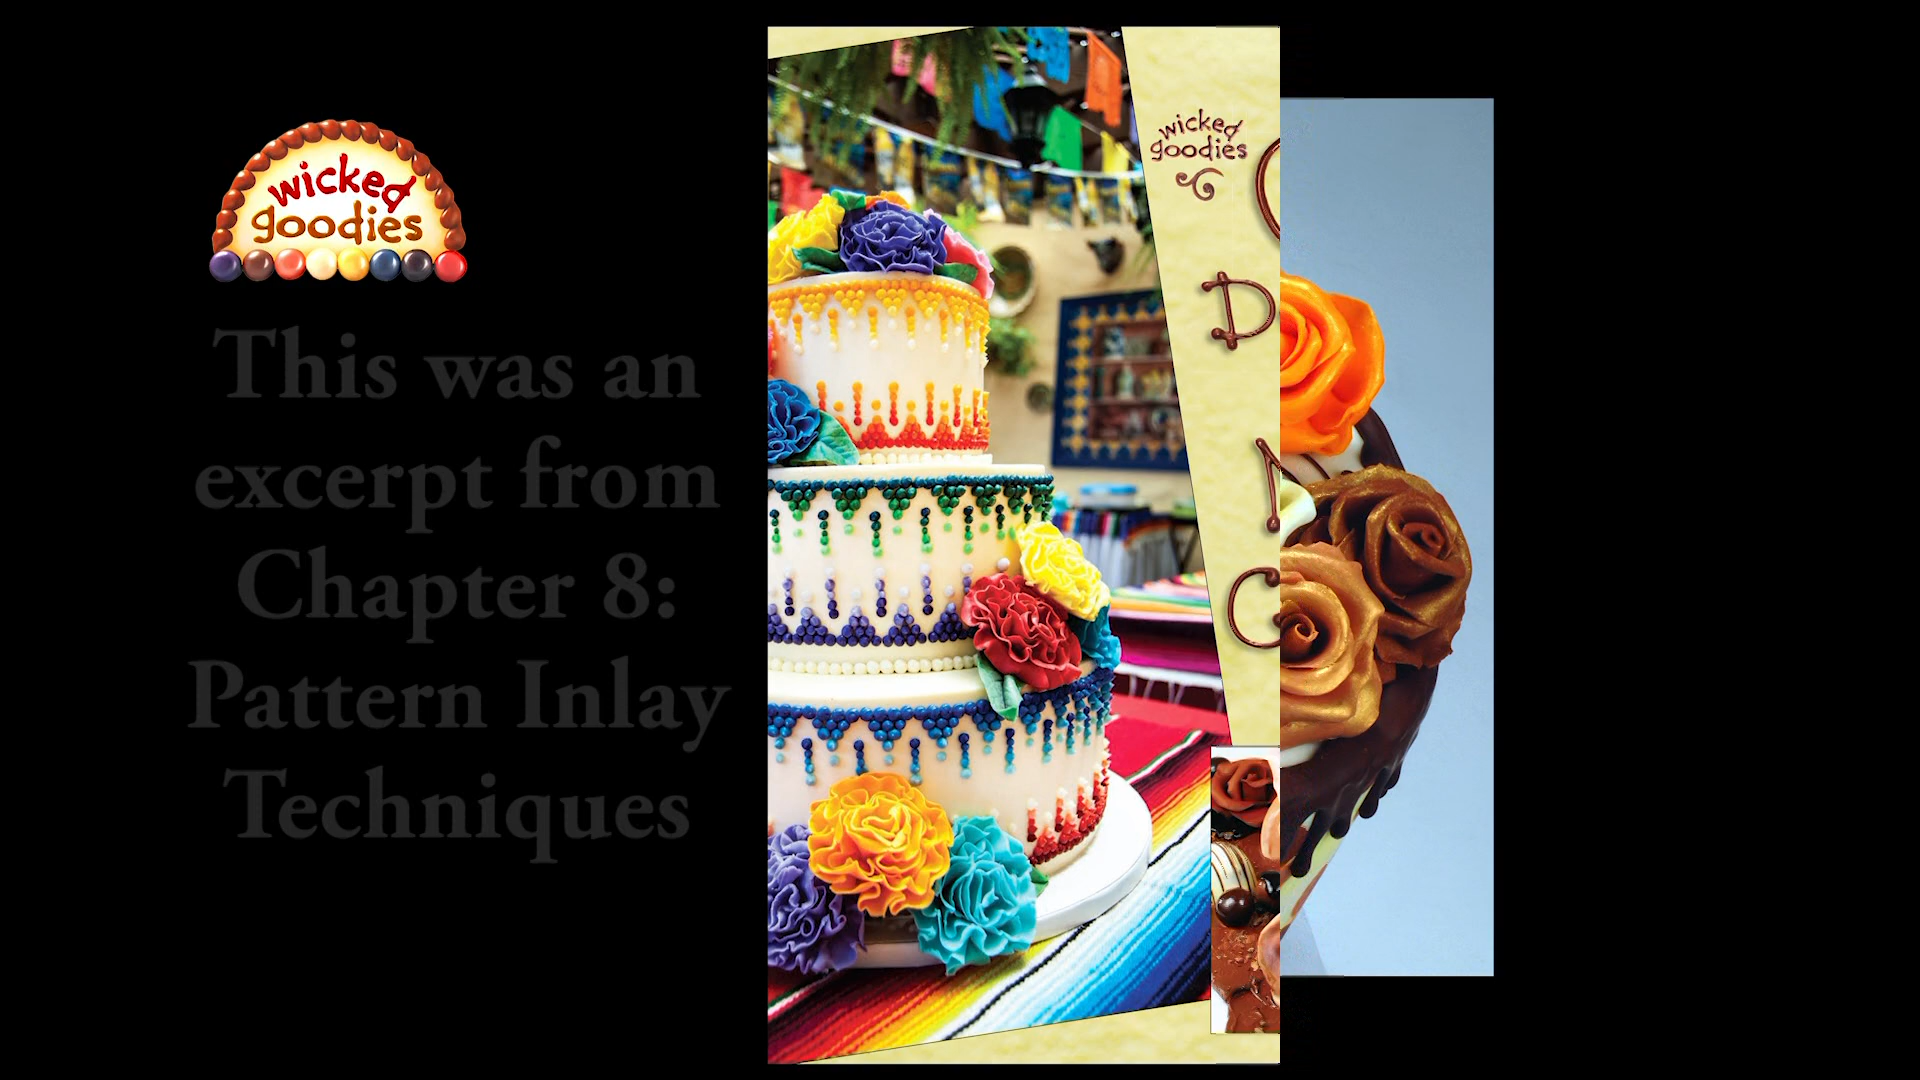 wicked
goodies
This was an
excerpt from
Chapter 8:
Pattern Inlay
Techniques
wicked
goodies
D
N